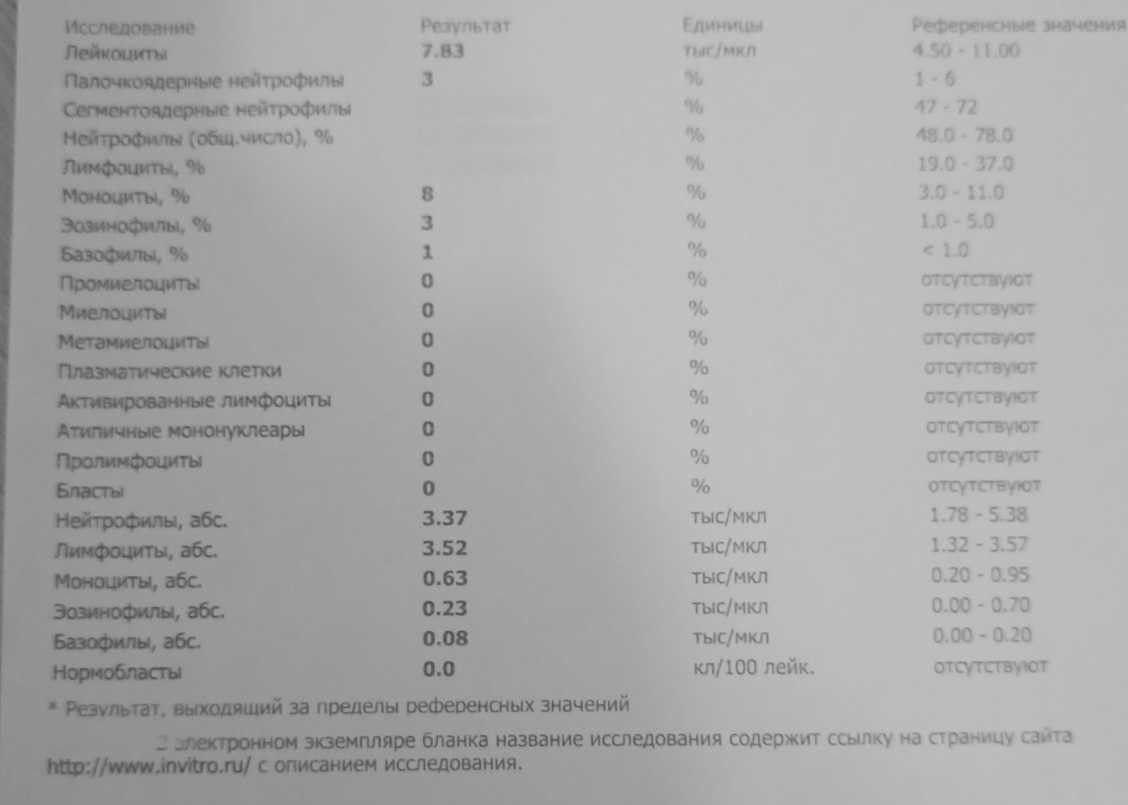 Исследование Результат Единицы Референсные значения
Лейкоциты 7.83 тыс/мкл 4.50 - 11.00
Палочкоядерные нейтрофилы 3 % 1 - 6
Сегментоядерные нейтрофилы % 47 - 72
Нейтрофилы (общ.число), % % 48.0 - 78.0
Лимфоциты, % % 19.0 - 37.0
Моноциты, % 8 % 3.0 - 11.0
Эозинофилы, % 3 % 1.0 - 5.0
Базофилы, % 1 % < 1.0
Промиелоциты 0 % отсутствуют
Миелоциты 0 % отсутствуют
Метамиелоциты 0 % отсутствуют
Плазматические клетки 0 % отсутствуют
Активированные лимфоциты 0 % отсутствуют
Атипичные мононуклеары 0 % отсутствуют
Пролимфоциты 0 % отсутствуют
Бласты 0 % отсутствуют
Нейтрофилы, абс. 3.37 тыс/мкл 1.78 - 5.38
Лимфоциты, абс. 3.52 тыс/мкл 1.32 - 3.57
Моноциты, абс. 0.63 тыс/мкл 0.20 - 0.95
Эозинофилы, абс. 0.23 тыс/мкл 0.00 - 0.70
Базофилы, абс. 0.08 тыс/мкл 0.00 - 0.20
Нормобласты 0.0 кл/100 лейк. отсутствуют
* Результат, выходящий за пределы референсных значений
электронном экземпляре бланка название исследования содержит ссылку на страницу сайта
http://www.invitro.ru/ с описанием исследования.